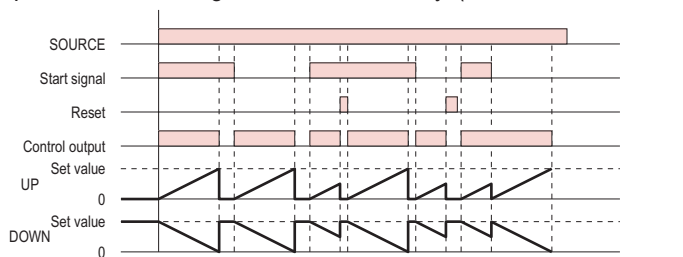 SOURCE
Start signal
Reset
Control output
Set value
UP
0
Set value
DOWN
0